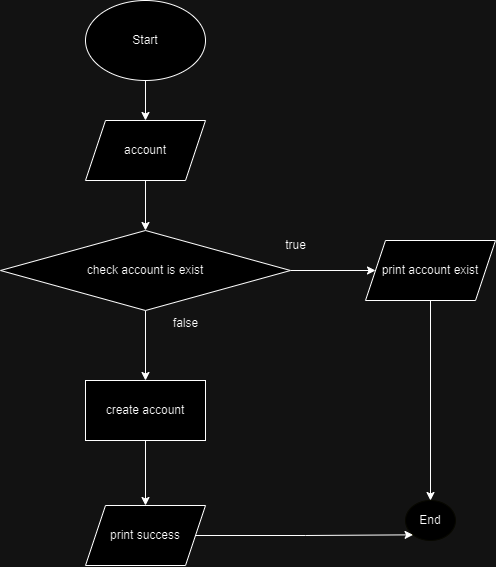 Start
account
true
check account is exist
print account exist
false
create account
End
print success